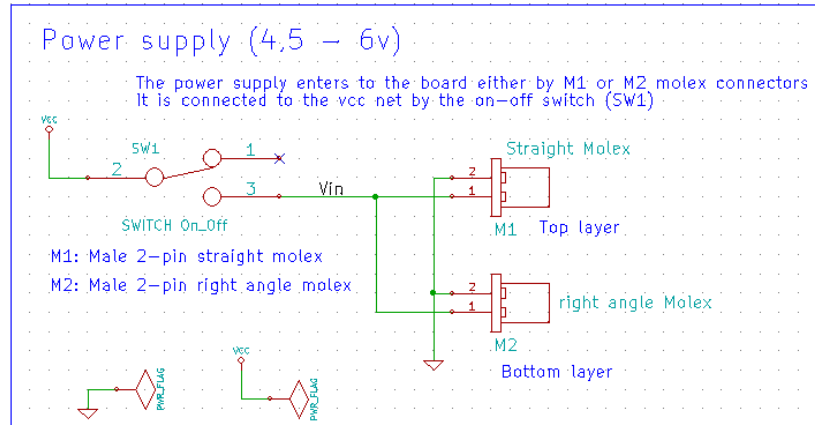 Power supply (4,5 – 6v)
The power supply enters to the board either by M1 or M2 molex connectors
It is connected to the vcc net by the on–off switch (SW1)
VCC
SW1
1
2
3
SWITCH On_Off
Vin
Straight Molex
2
1
M1
Top layer
M1: Male 2–pin straight molex
M2: Male 2–pin right angle molex
2
1
right angle Molex
M2
Bottom layer
PWR_FLAG
VCC
PWR_FLAG